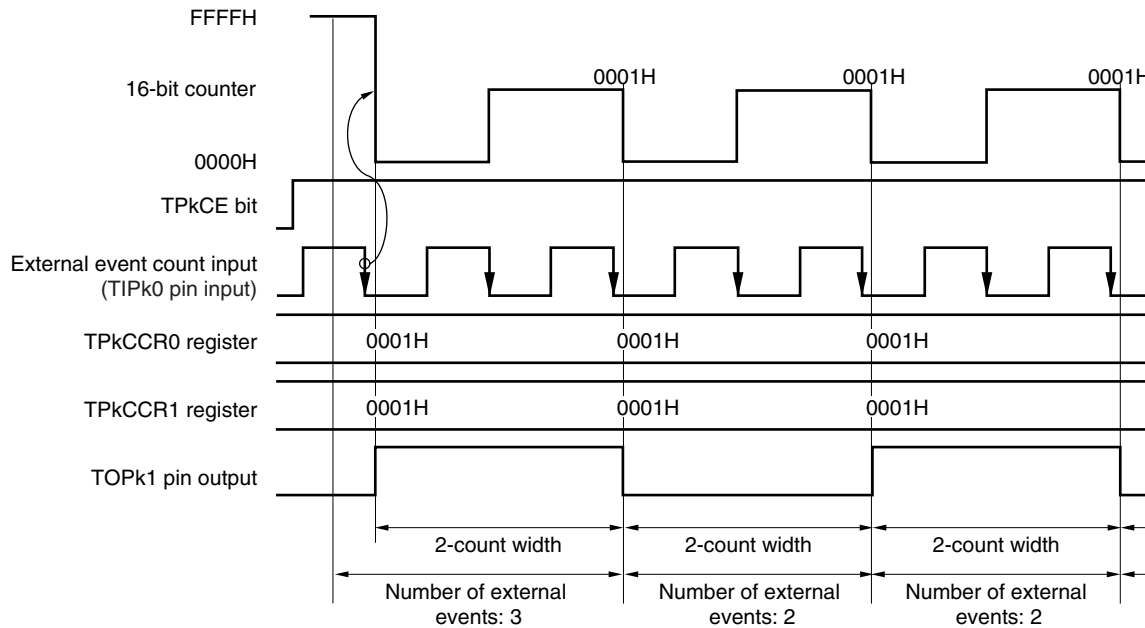 FFFFH
16-bit counter
0001H 0001H 0001H
0000H
TPkCE bit
External event count input
(TIPk0 pin input)
TPkCCR0 register
0001H 0001H 0001H
TPkCCR1 register
0001H 0001H 0001H
TOPk1 pin output
2-count width 2-count width 2-count width
Number of external
events: 3
Number of external
events: 2
Number of external
events: 2